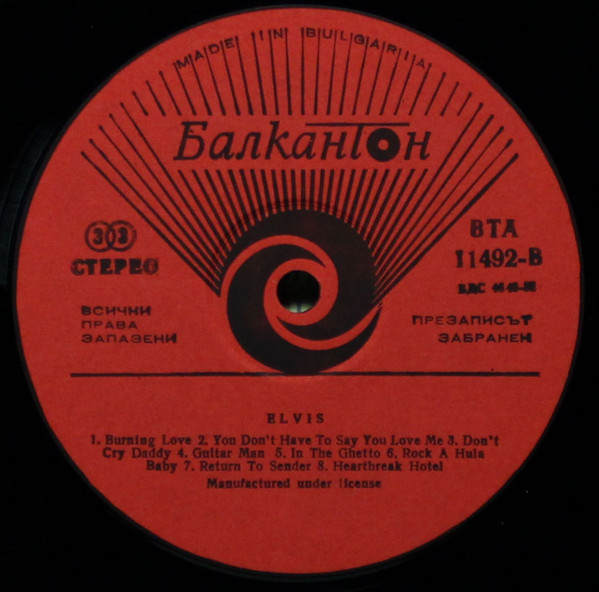 MADE IN BULGARIA
Балкантон
33
СТЕРЕО
ВТА
11492-В
ВСИЧКИ
ПРАВА
ЗАПАЗЕНИ
ПРЕЗАПИСЪТ
ЗАБРАНЕН
ELVIS
1. Burning Love 2. You Don't Have To Say You Love Me 3. Don't
Cry Daddy 4. Guitar Man 5. In The Ghetto 6. Rock A Hula
Baby 7. Return To Sender 8. Heartbreak Hotel
Manufactured under license